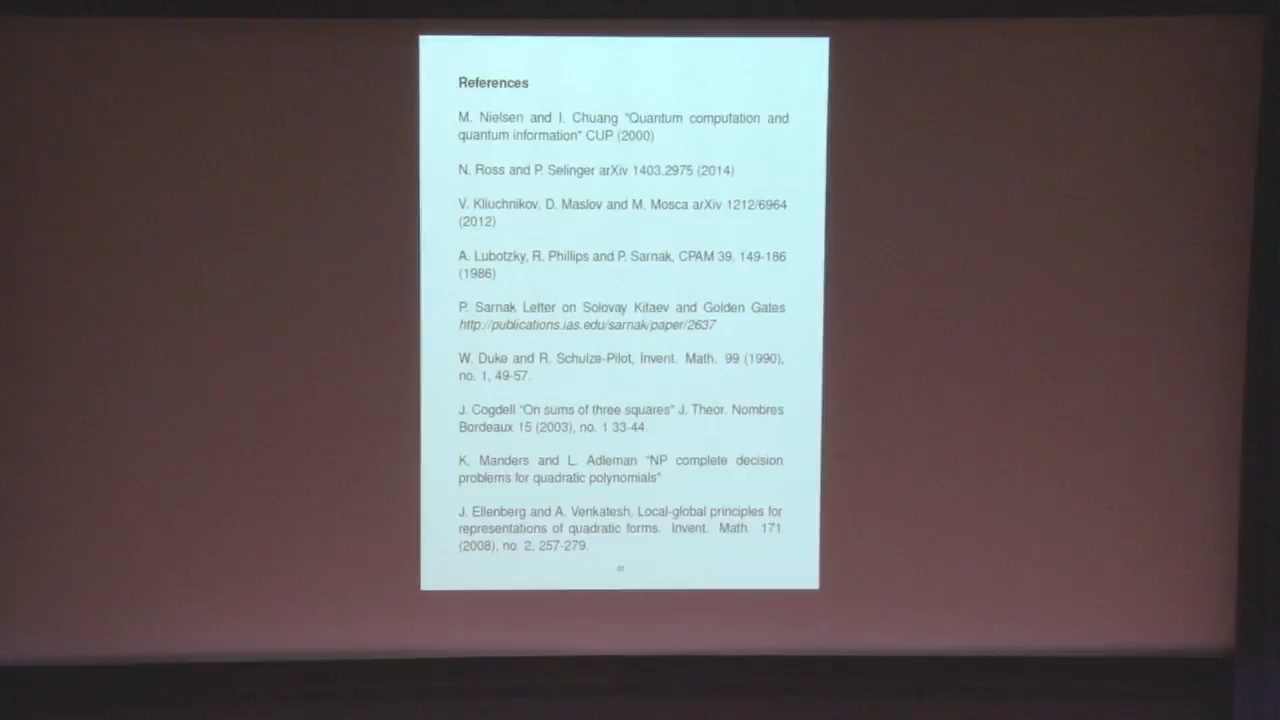 References
M. Nielsen and I. Chuang "Quantum computation and
quantum information" CUP (2000)
N. Ross and P. Selinger arXiv 1403.2975 (2014)
V. Kliuchnikov, D. Maslov and M. Mosca arXiv 1212/6964
(2012)
A. Lubotzky, R. Phillips and P. Sarnak, CPAM 39, 149-186
(1986)
P. Sarnak Letter on Solovay Kitaev and Golden Gates
http://publications.ias.edu/sarnak/paper/2637
W. Duke and R. Schulze-Pilot, Invent. Math. 99 (1990),
no. 1, 49-57.
J. Cogdell "On sums of three squares" J. Theor. Nombres
Bordeaux 15 (2003), no. 1 33-44.
K. Manders and L. Adleman "NP complete decision
problems for quadratic polynomials"
J. Ellenberg and A. Venkatesh, Local-global principles for
representations of quadratic forms. Invent. Math. 171
(2008), no. 2, 257-279.